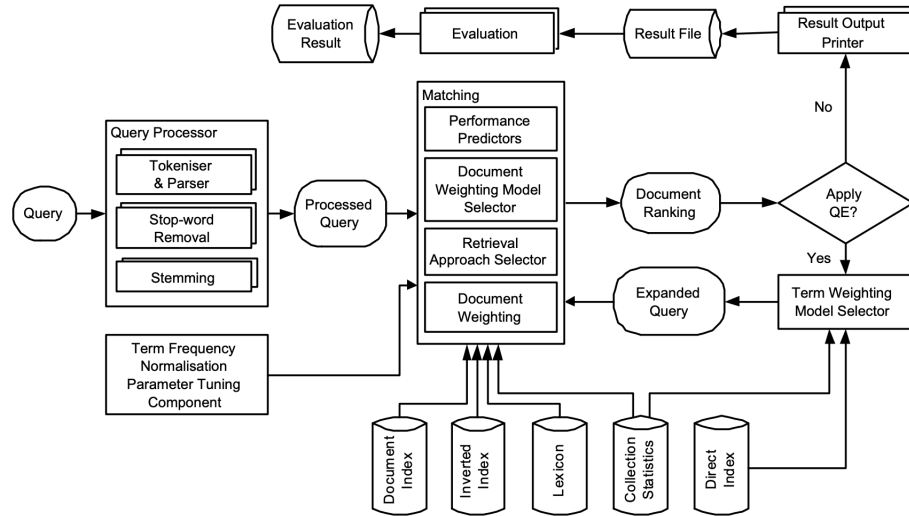 Evaluation
Result
Evaluation
Result File
Result Output
Printer
No
Query Processor
Tokeniser
& Parser
Stop-word
Removal
Stemming
Query
Processed
Query
Matching
Performance
Predictors
Document
Weighting Model
Selector
Retrieval
Approach Selector
Document
Weighting
Document
Ranking
Apply
QE?
Yes
Expanded
Query
Term Weighting
Model Selector
Term Frequency
Normalisation
Parameter Tuning
Component
Document
Index
Inverted
Index
Lexicon
Collection
Statistics
Direct
Index